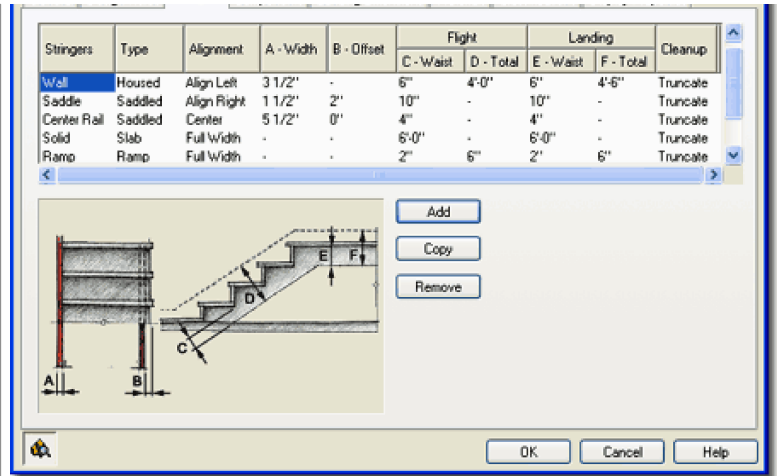 Stringers Type Alignment A - Width B - Offset Flight Landing Cleanup
C - Waist D - Total E - Waist F - Total
Wall Housed Align Left 3 1/2" - 6" 4'-0" 6" 4'-6" Truncate
Saddle Saddled Align Right 1 1/2" 2" 10" - 10" - Truncate
Center Rail Saddled Center 5 1/2" 0" 4" - 4" - Truncate
Solid Slab Full Width - - 6'-0" 6'-0" - Truncate
Ramp Ramp Full Width - - 2" 6" 2" 6" Truncate
Add
Copy
Remove
E F
D
C
A B
OK Cancel Help